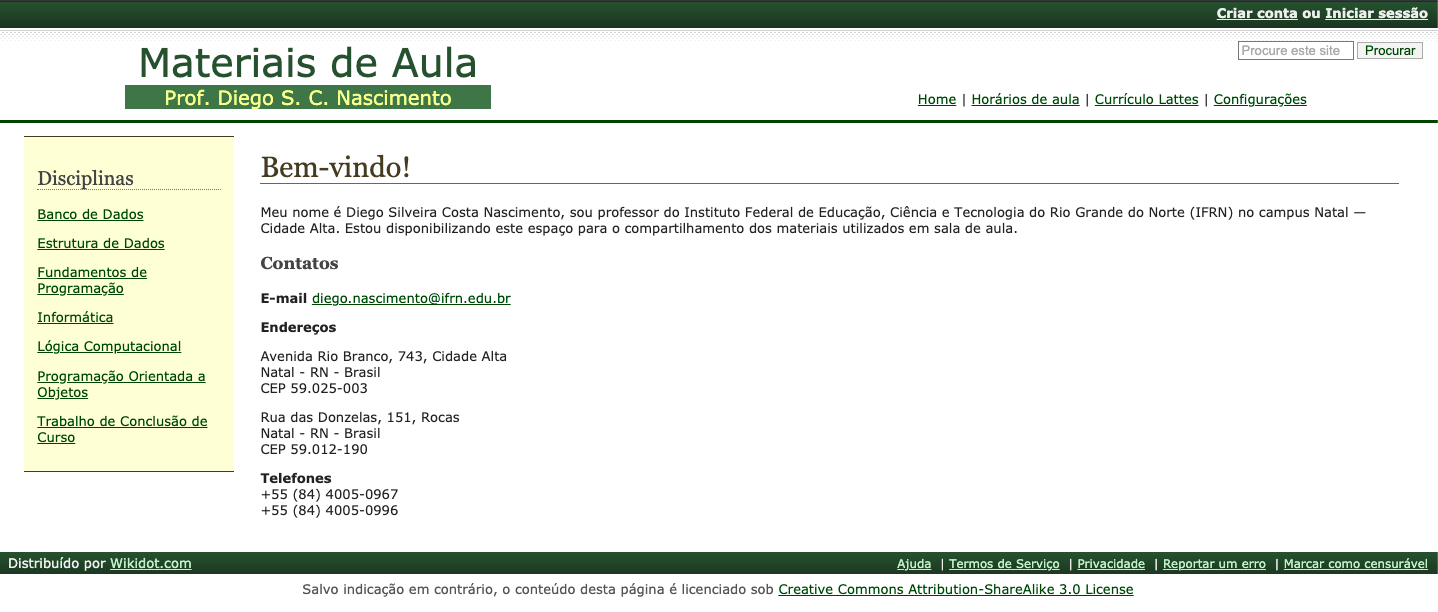 Criar conta ou Iniciar sessão
Procure este site Procurar
Materiais de Aula
Prof. Diego S. C. Nascimento
Home | Horários de aula | Currículo Lattes | Configurações
Disciplinas
Banco de Dados
Estrutura de Dados
Fundamentos de
Programação
Informática
Lógica Computacional
Programação Orientada a
Objetos
Trabalho de Conclusão de
Curso
Bem-vindo!
Meu nome é Diego Silveira Costa Nascimento, sou professor do Instituto Federal de Educação, Ciência e Tecnologia do Rio Grande do Norte (IFRN) no campus Natal —
Cidade Alta. Estou disponibilizando este espaço para o compartilhamento dos materiais utilizados em sala de aula.
Contatos
E-mail diego.nascimento@ifrn.edu.br
Endereços
Avenida Rio Branco, 743, Cidade Alta
Natal - RN - Brasil
CEP 59.025-003
Rua das Donzelas, 151, Rocas
Natal - RN - Brasil
CEP 59.012-190
Telefones
+55 (84) 4005-0967
+55 (84) 4005-0996
Distribuído por Wikidot.com
Ajuda | Termos de Serviço | Privacidade | Reportar um erro | Marcar como censurável
Salvo indicação em contrário, o conteúdo desta página é licenciado sob Creative Commons Attribution-ShareAlike 3.0 License